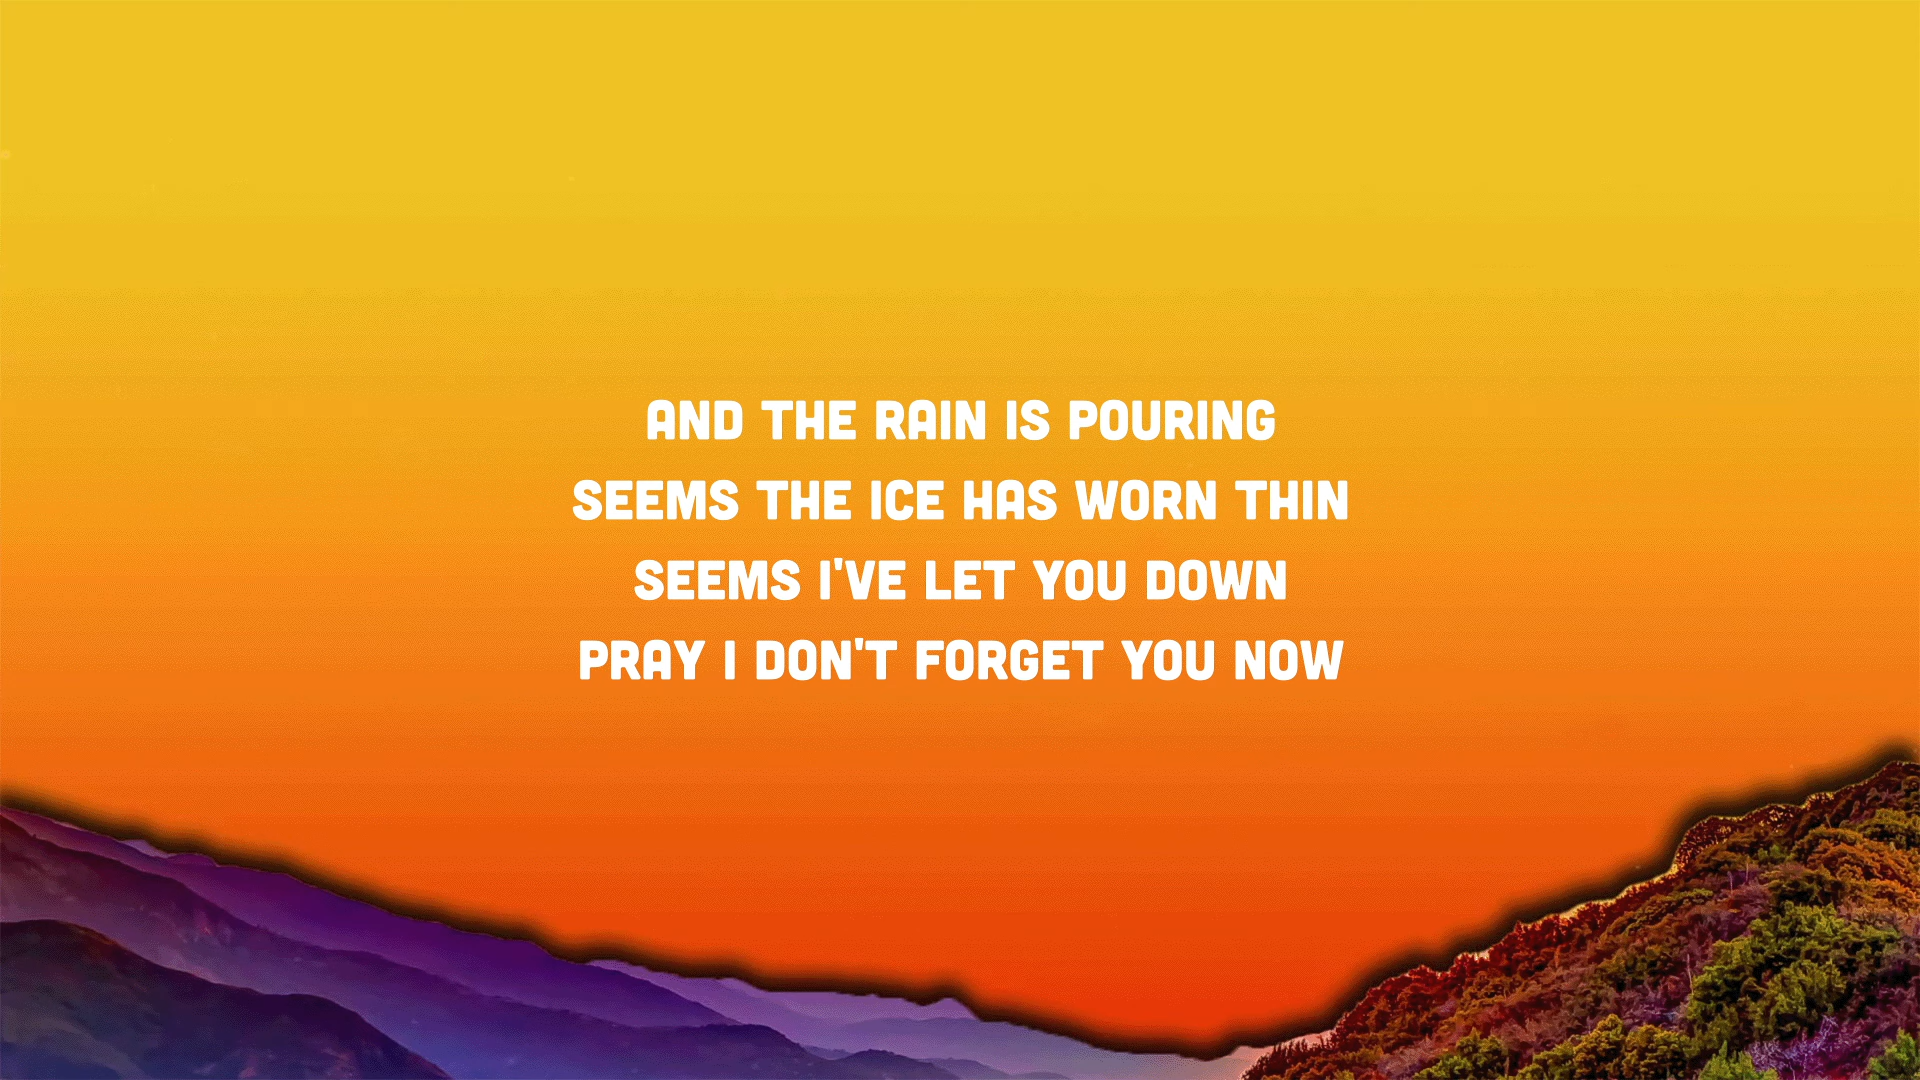 AND THE RAIN IS POURING
SEEMS THE ICE HAS WORN THIN
SEEMS I'VE LET YOU DOWN
PRAY I DON'T FORGET YOU NOW